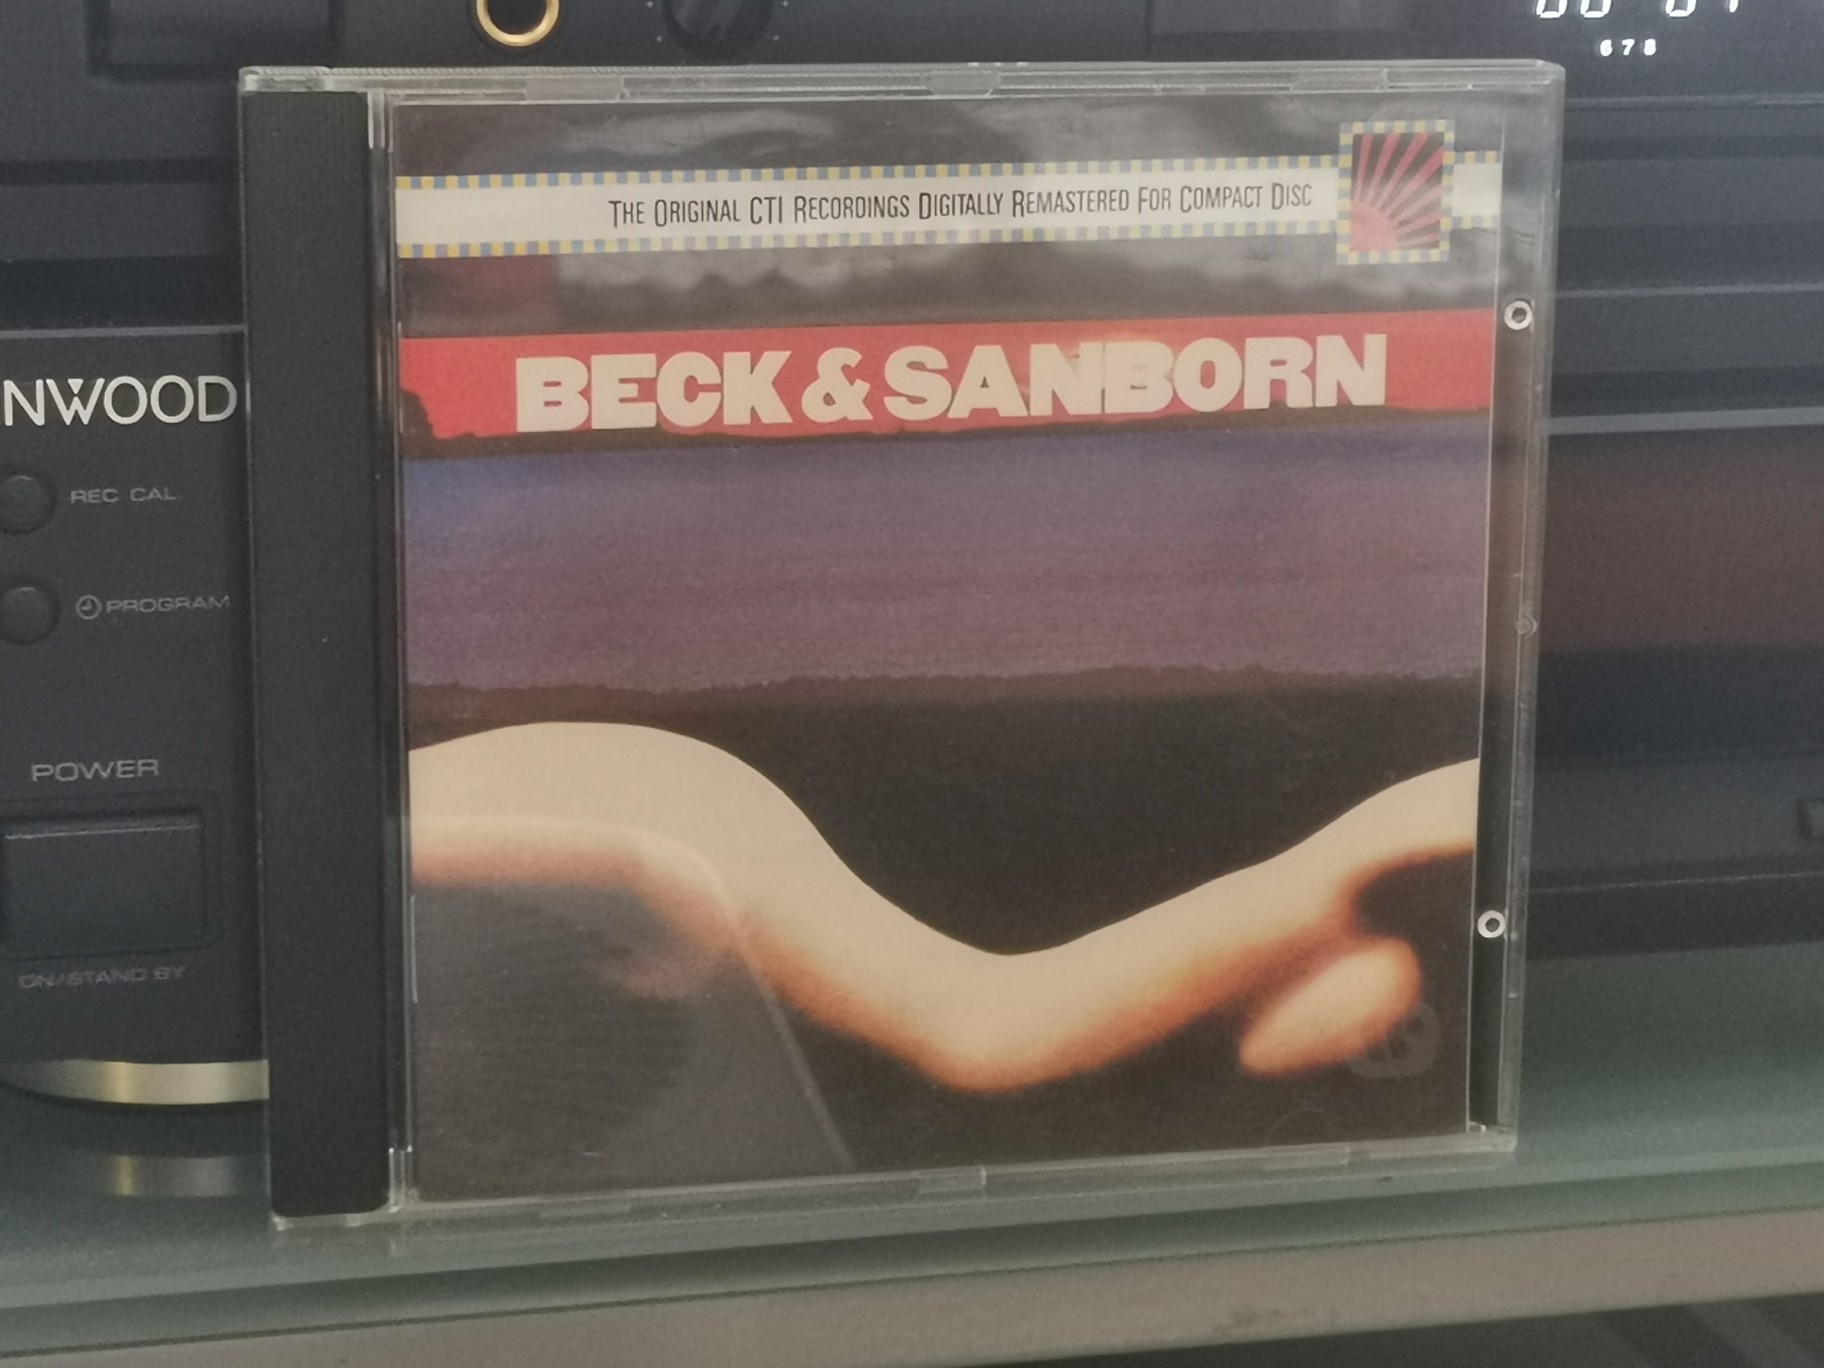 678
THE ORIGINAL CTI RECORDINGS DIGITALLY REMASTERED FOR COMPACT DISC
BECK & SANBORN
NWOOD
REC CAL.
PROGRAM
POWER
ON/STAND BY